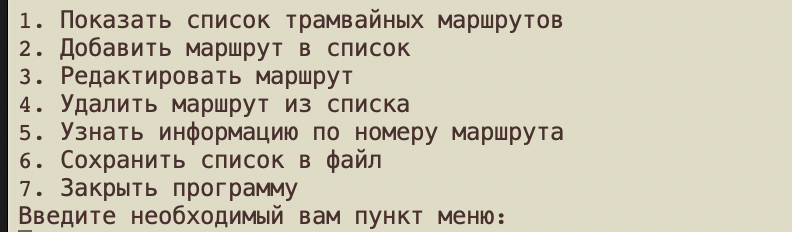 1. Показать список трамвайных маршрутов
2. Добавить маршрут в список
3. Редактировать маршрут
4. Удалить маршрут из списка
5. Узнать информацию по номеру маршрута
6. Сохранить список в файл
7. Закрыть программу
Введите необходимый вам пункт меню: